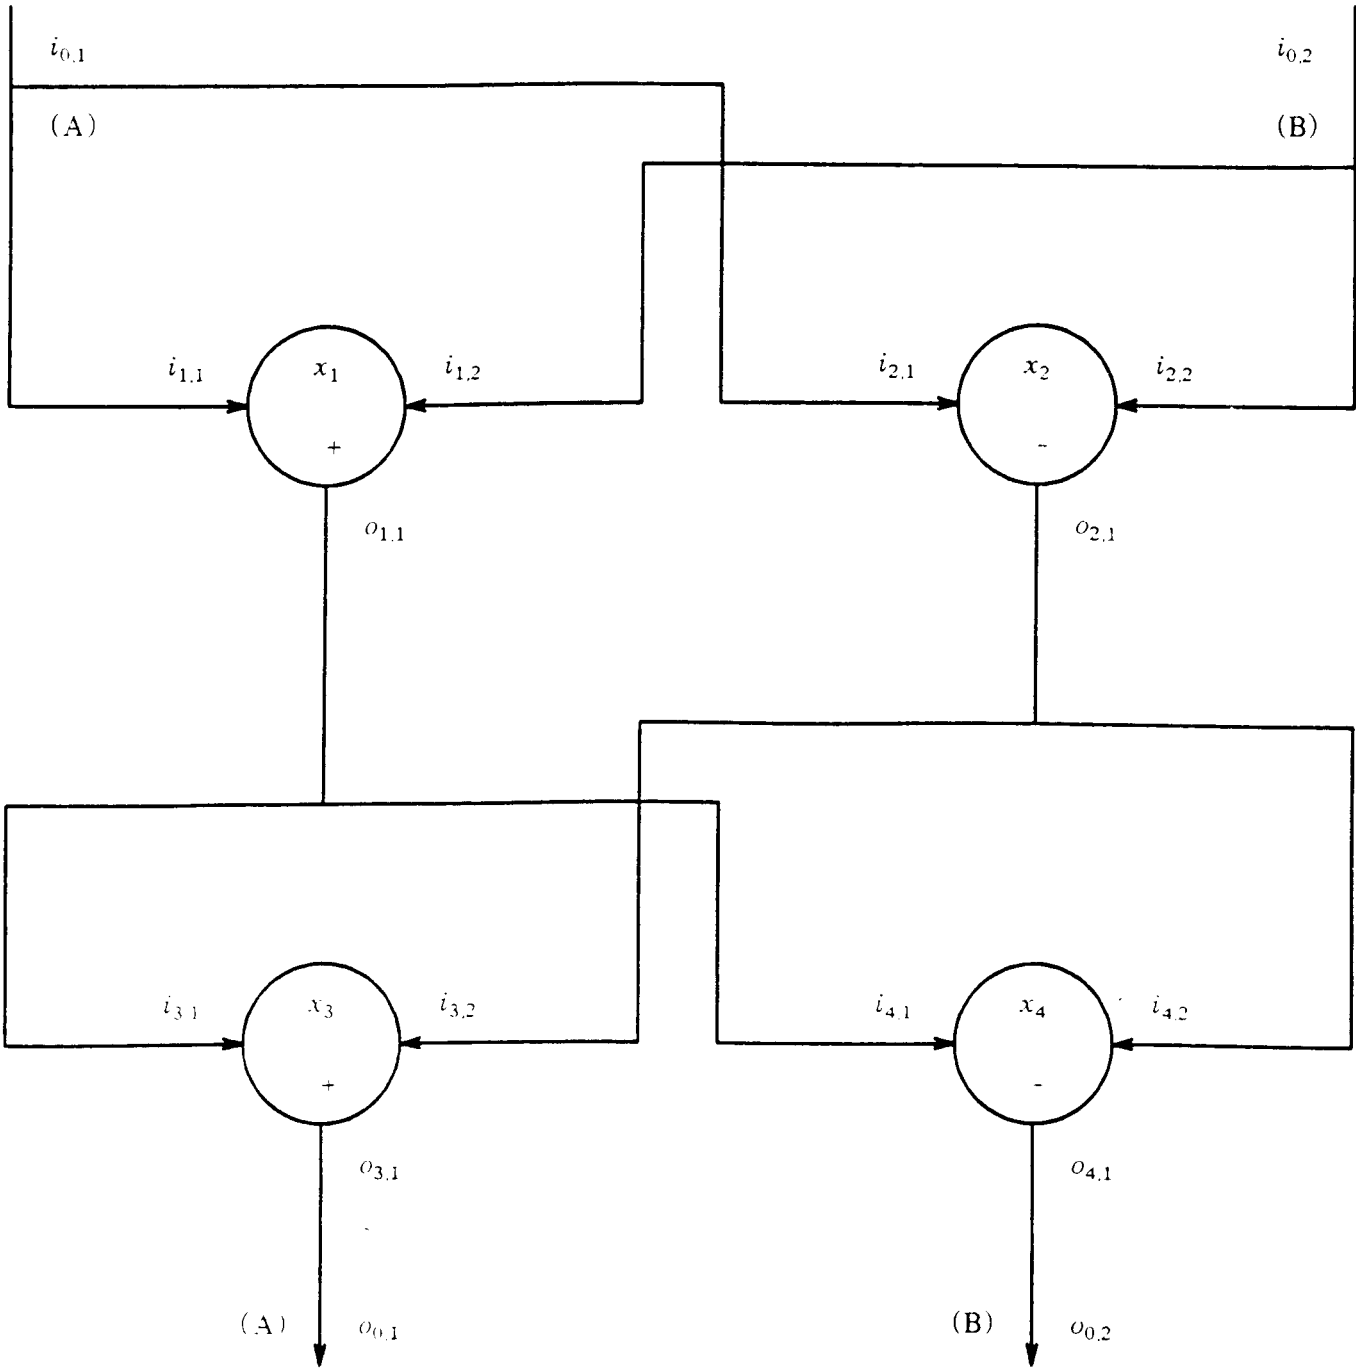 i0,1
i0,2
(A)
(B)
i1,1
x1
i1,2
i2,1
x2
i2,2
+
-
o1,1
o2,1
i3,1
x3
i3,2
i4,1
x4
i4,2
+
-
o3,1
o4,1
(A)
o0,1
(B)
o0,2